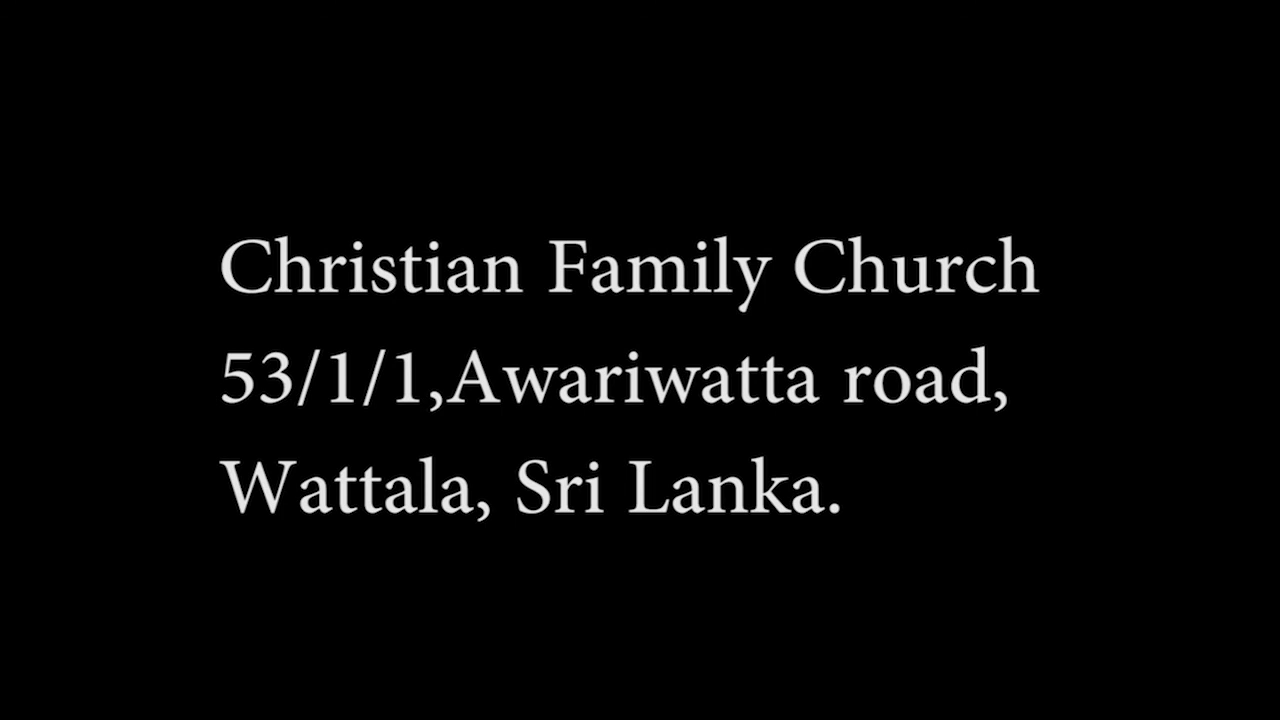 Christian Family Church
53/1/1,Awariwatta road,
Wattala, Sri Lanka.